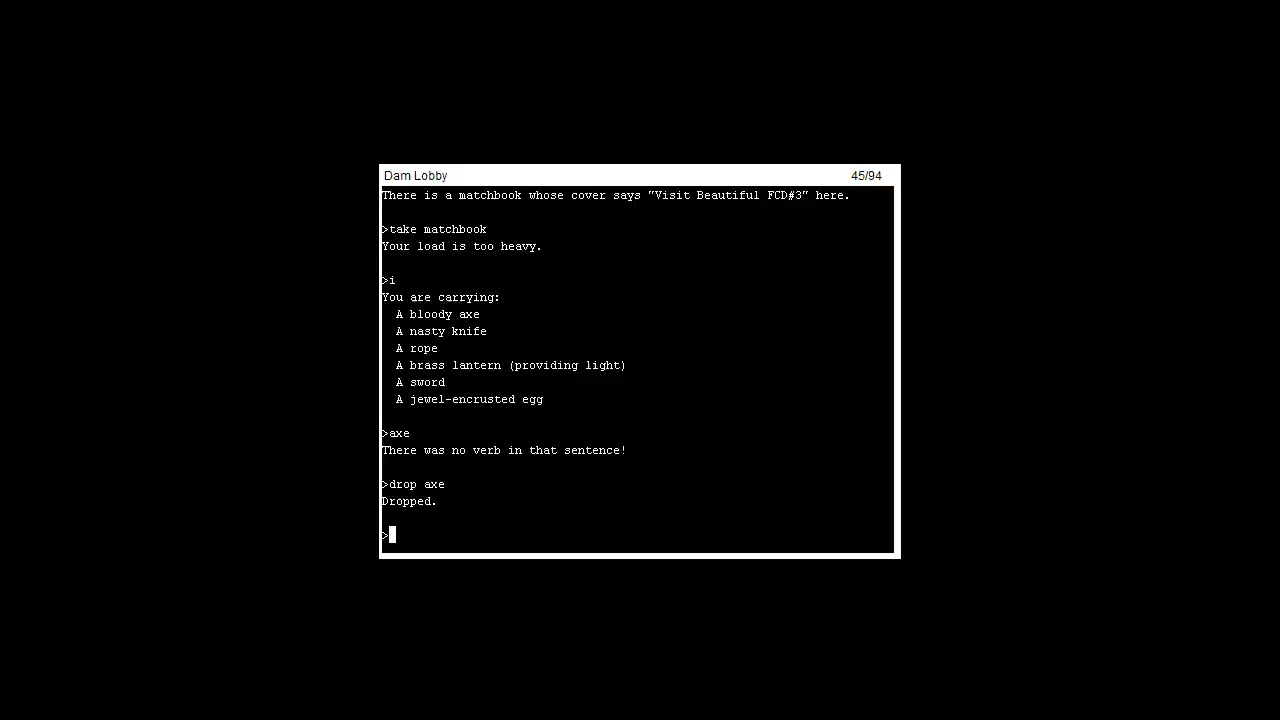 Dam Lobby 45/94
There is a matchbook whose cover says "Visit Beautiful FCD#3" here.
>take matchbook
Your load is too heavy.
>i
You are carrying:
A bloody axe
A nasty knife
A rope
A brass lantern (providing light)
A sword
A jewel-encrusted egg
>axe
There was no verb in that sentence!
>drop axe
Dropped.
>